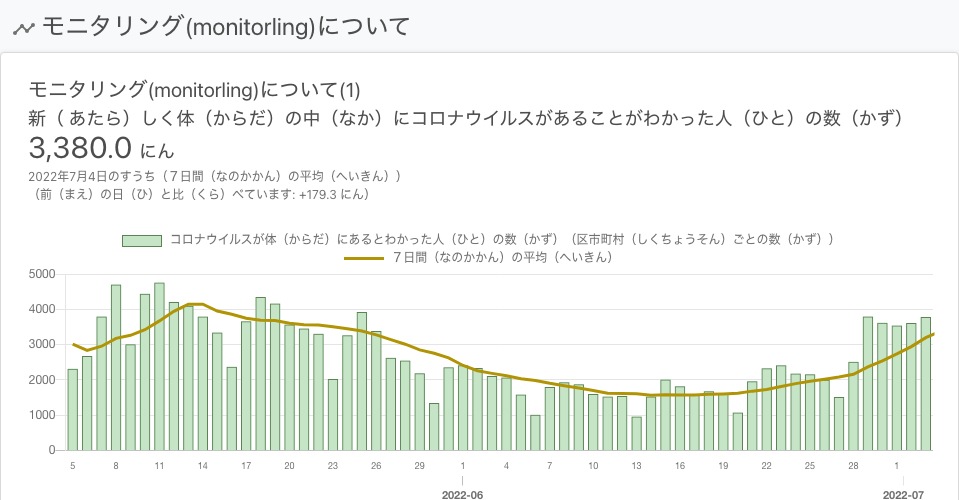 モニタリング(monitorling)について
モニタリング(monitorling)について(1)
新（ あたら）しく体（からだ）の中（なか）にコロナウイルスがあることがわかった人（ひと）の数（かず）
3,380.0 にん
2022年7月4日のすうち（７日間（なのかかん）の平均（へいきん））
（前（まえ）の日（ひ）と比（くら）べています: +179.3 にん）
コロナウイルスが体（からだ）にあるとわかった人（ひと）の数（かず）（区市町村（しくちょうそん）ごとの数（かず））
７日間（なのかかん）の平均（へいきん）
5000
4000
3000
2000
1000
0
5 8 11 14 17 20 23 26 29 1 4 7 10 13 16 19 22 25 28 1
2022-06 2022-07